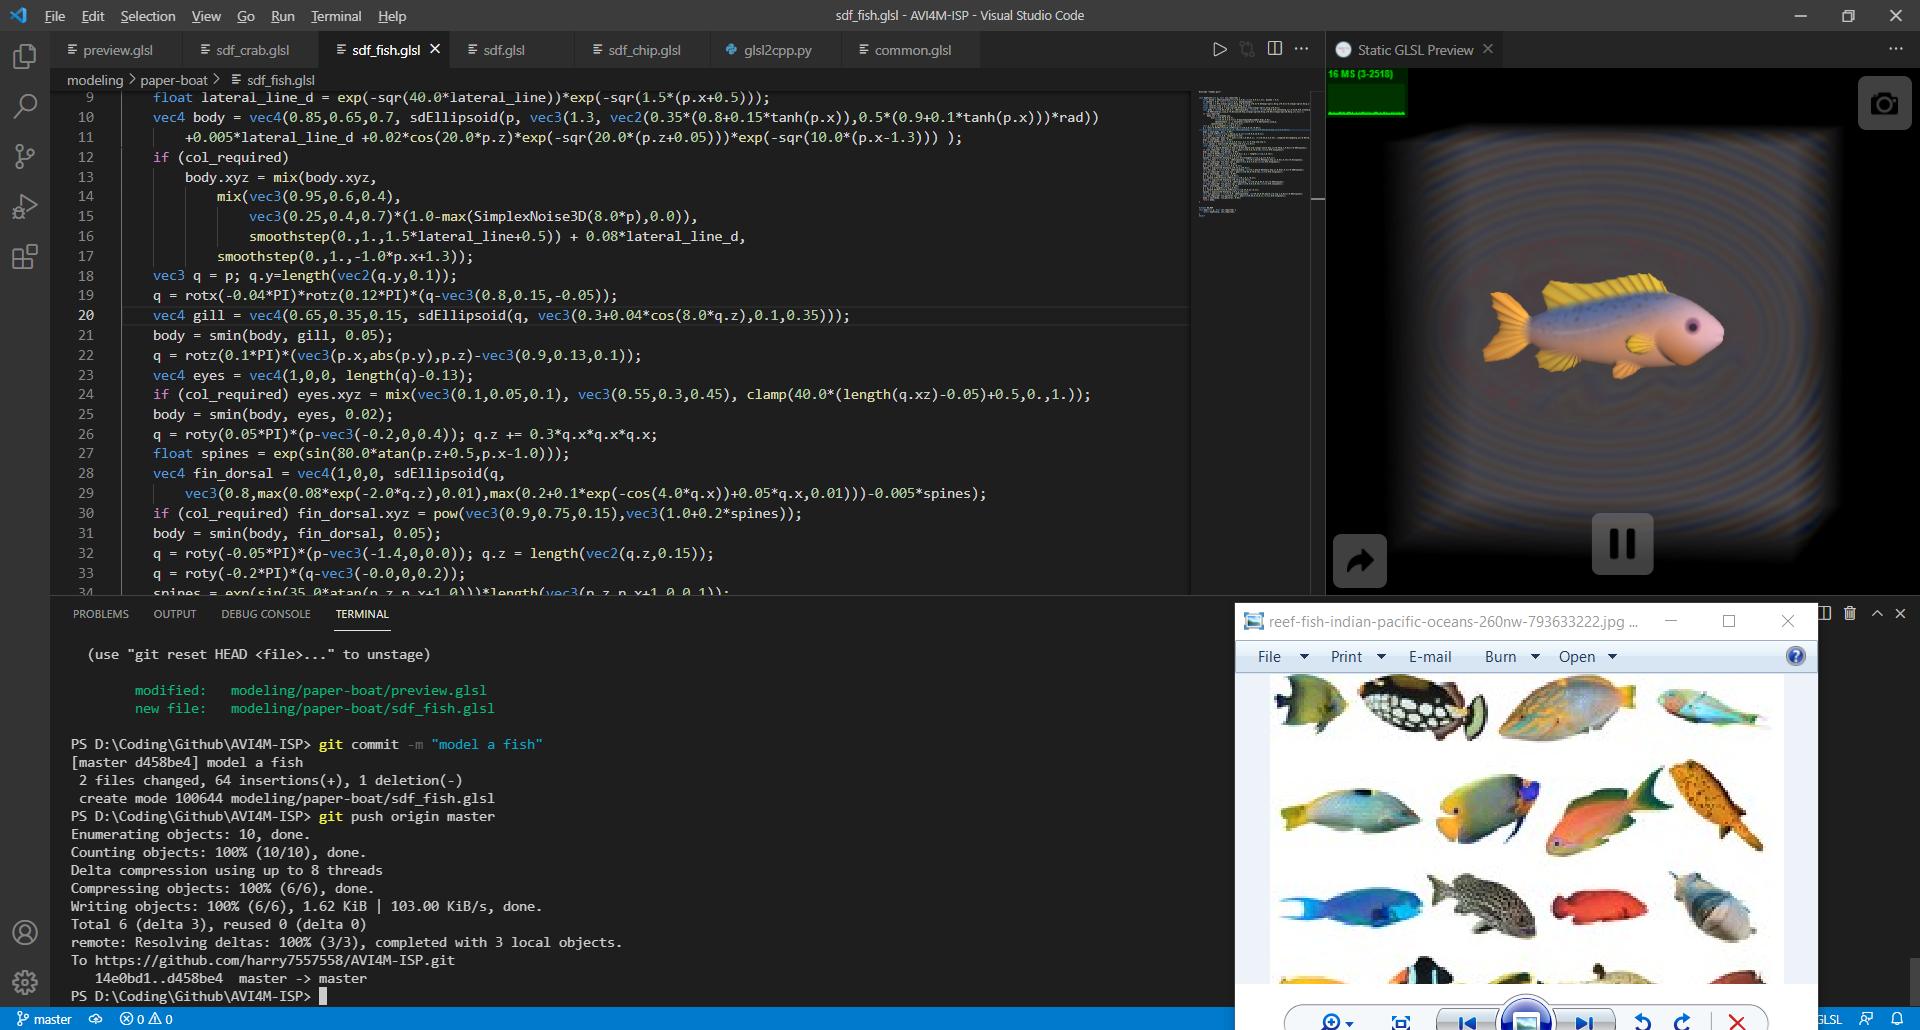 File Edit Selection View Go Run Terminal Help
sdf_fish.glsl - AVI4M-ISP - Visual Studio Code
preview.glsl sdf_crab.glsl sdf_fish.glsl sdf.glsl sdf_chip.glsl glsl2cpp.py common.glsl
Static GLSL Preview
modeling > paper-boat > sdf_fish.glsl
16 MS (3-2518)
9 float lateral_line_d = exp(-sqr(40.0*lateral_line))*exp(-sqr(1.5*(p.x+0.5)));
10 vec4 body = vec4(0.85,0.65,0.7, sdEllipsoid(p, vec3(1.3, vec2(0.35*(0.8+0.15*tanh(p.x)),0.5*(0.9+0.1*tanh(p.x)))*rad))
11 +0.005*lateral_line_d +0.02*cos(20.0*p.z)*exp(-sqr(20.0*(p.z+0.05)))*exp(-sqr(10.0*(p.x-1.3))) );
12 if (col_required)
13 body.xyz = mix(body.xyz,
14 mix(vec3(0.95,0.6,0.4),
15 vec3(0.25,0.4,0.7)*(1.0-max(SimplexNoise3D(8.0*p),0.0)),
16 smoothstep(0.,1.,1.5*lateral_line+0.5)) + 0.08*lateral_line_d,
17 smoothstep(0.,1.,-1.0*p.x+1.3));
18 vec3 q = p; q.y=length(vec2(q.y,0.1));
19 q = rotx(-0.04*PI)*rotz(0.12*PI)*(q-vec3(0.8,0.15,-0.05));
20 vec4 gill = vec4(0.65,0.35,0.15, sdEllipsoid(q, vec3(0.3+0.04*cos(8.0*q.z),0.1,0.35)));
21 body = smin(body, gill, 0.05);
22 q = rotz(0.1*PI)*(vec3(p.x,abs(p.y),p.z)-vec3(0.9,0.13,0.1));
23 vec4 eyes = vec4(1,0,0, length(q)-0.13);
24 if (col_required) eyes.xyz = mix(vec3(0.1,0.05,0.1), vec3(0.55,0.3,0.45), clamp(40.0*(length(q.xz)-0.05)+0.5,0.,1.));
25 body = smin(body, eyes, 0.02);
26 q = roty(0.05*PI)*(p-vec3(-0.2,0,0.4)); q.z += 0.3*q.x*q.x*q.x;
27 float spines = exp(sin(80.0*atan(p.z+0.5,p.x-1.0)));
28 vec4 fin_dorsal = vec4(1,0,0, sdEllipsoid(q,
29 vec3(0.8,max(0.08*exp(-2.0*q.z),0.01),max(0.2+0.1*exp(-cos(4.0*q.x))+0.05*q.x,0.01)))-0.005*spines);
30 if (col_required) fin_dorsal.xyz = pow(vec3(0.9,0.75,0.15),vec3(1.0+0.2*spines));
31 body = smin(body, fin_dorsal, 0.05);
32 q = roty(-0.05*PI)*(p-vec3(-1.4,0,0.0)); q.z = length(vec2(q.z,0.15));
33 q = roty(-0.2*PI)*(q-vec3(-0.0,0,0.2));
34 spines = exp(sin(35.0*atan(p.z,p.x+1.0)))*length(vec3(p.z,p.x+1.0,0.1));
PROBLEMS OUTPUT DEBUG CONSOLE TERMINAL
(use "git reset HEAD <file>..." to unstage)
modified: modeling/paper-boat/preview.glsl
new file: modeling/paper-boat/sdf_fish.glsl
PS D:\Coding\Github\AVI4M-ISP> git commit -m "model a fish"
[master d458be4] model a fish
2 files changed, 64 insertions(+), 1 deletion(-)
create mode 100644 modeling/paper-boat/sdf_fish.glsl
PS D:\Coding\Github\AVI4M-ISP> git push origin master
Enumerating objects: 10, done.
Counting objects: 100% (10/10), done.
Delta compression using up to 8 threads
Compressing objects: 100% (6/6), done.
Writing objects: 100% (6/6), 1.62 KiB | 103.00 KiB/s, done.
Total 6 (delta 3), reused 0 (delta 0)
remote: Resolving deltas: 100% (3/3), completed with 3 local objects.
To https://github.com/harry7557558/AVI4M-ISP.git
14e0bd1..d458be4 master -> master
PS D:\Coding\Github\AVI4M-ISP>
reef-fish-indian-pacific-oceans-260nw-793633222.jpg ...
File Print E-mail Burn Open
master 0 0
GLSL